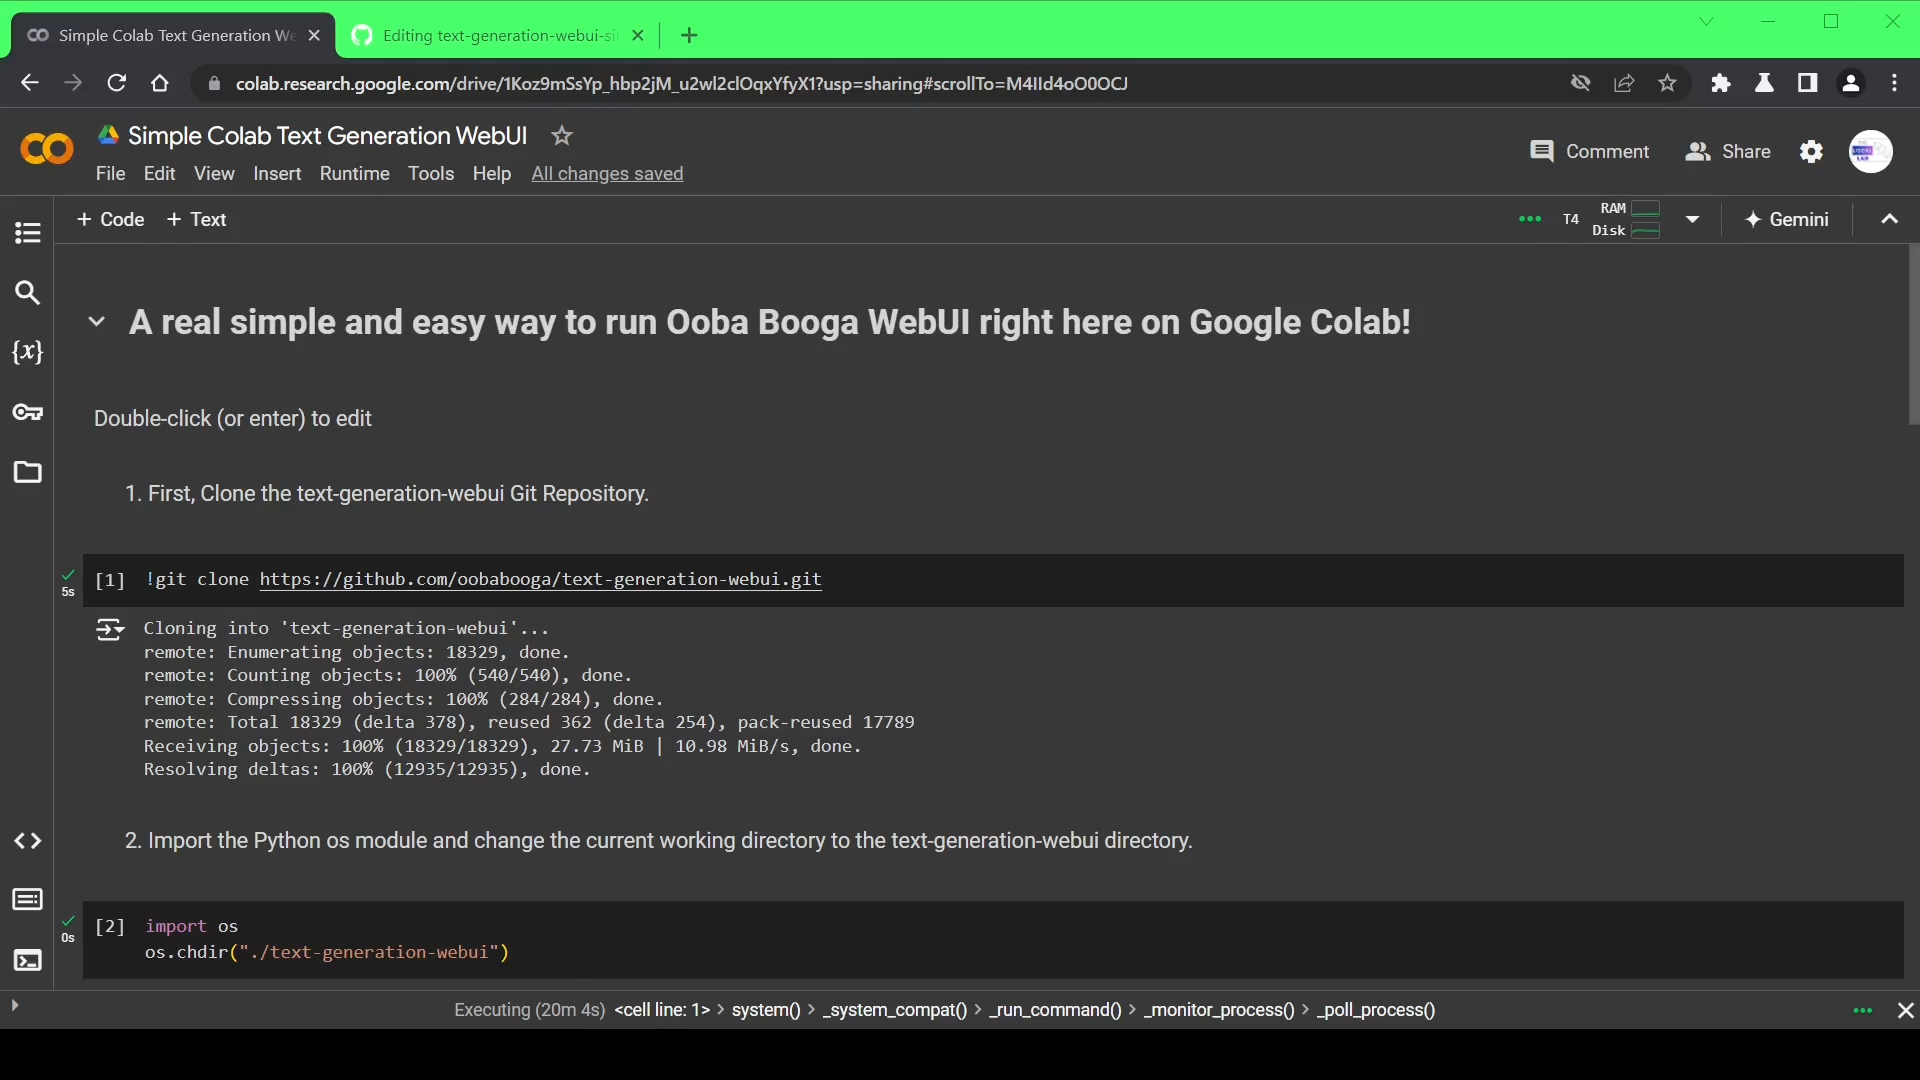 Simple Colab Text Generation We
Editing text-generation-webui-si
colab.research.google.com/drive/1Koz9mSsYp_hbp2jM_u2wl2clOqxYfyX1?usp=sharing#scrollTo=M4IId4oO0OCJ
Simple Colab Text Generation WebUI
Comment
Share
File Edit View Insert Runtime Tools Help All changes saved
+ Code + Text
T4
RAM
Disk
Gemini
A real simple and easy way to run Ooba Booga WebUI right here on Google Colab!
{x}
Double-click (or enter) to edit
1. First, Clone the text-generation-webui Git Repository.
5s
[1] !git clone https://github.com/oobabooga/text-generation-webui.git
Cloning into 'text-generation-webui'...
remote: Enumerating objects: 18329, done.
remote: Counting objects: 100% (540/540), done.
remote: Compressing objects: 100% (284/284), done.
remote: Total 18329 (delta 378), reused 362 (delta 254), pack-reused 17789
Receiving objects: 100% (18329/18329), 27.73 MiB | 10.98 MiB/s, done.
Resolving deltas: 100% (12935/12935), done.
2. Import the Python os module and change the current working directory to the text-generation-webui directory.
0s
[2] import os
os.chdir("./text-generation-webui")
Executing (20m 4s) <cell line: 1> > system() > _system_compat() > _run_command() > _monitor_process() > _poll_process()